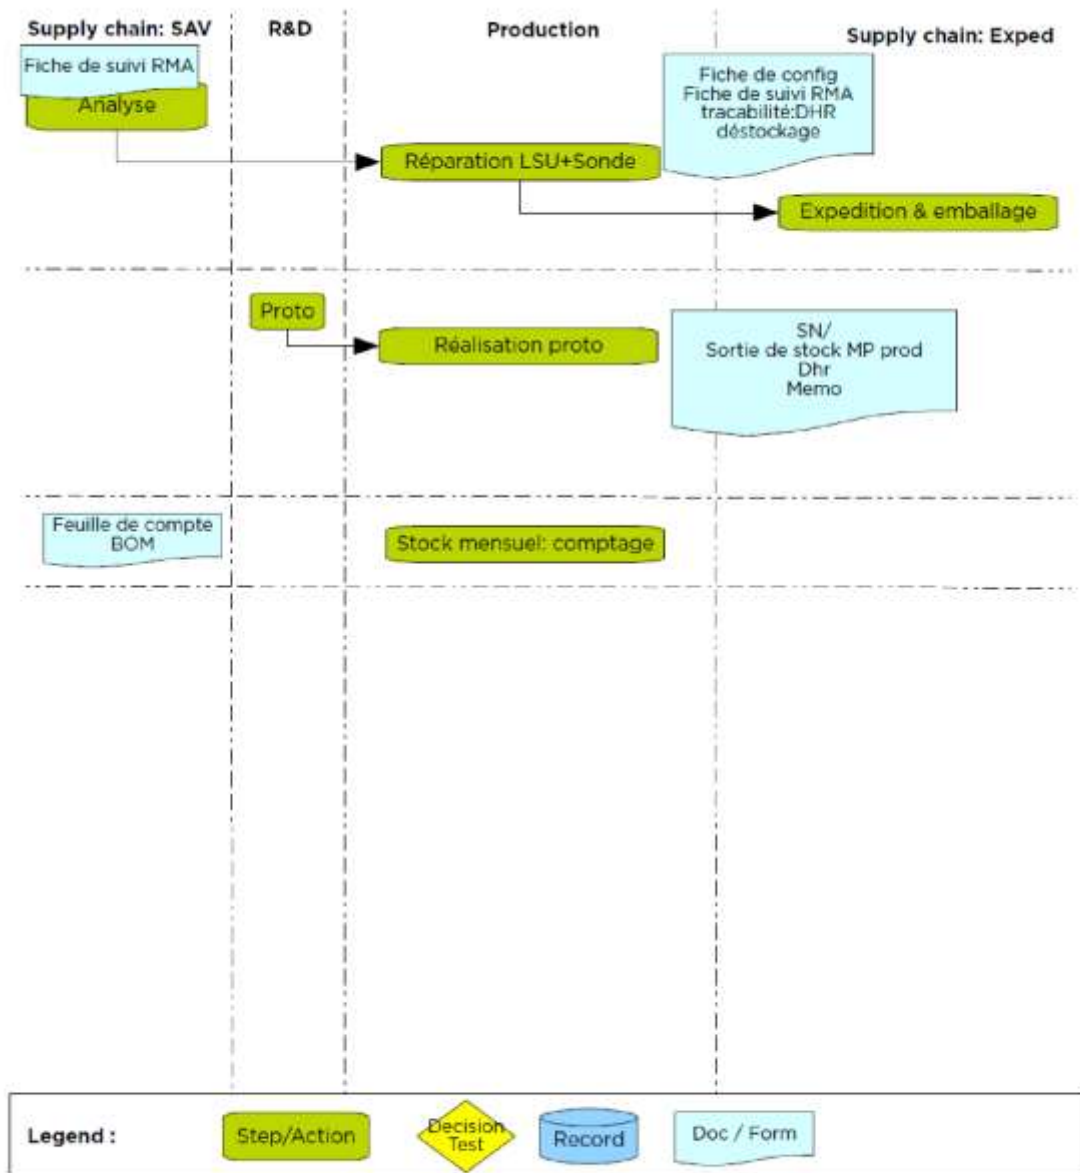 Supply chain: SAV
R&D
Production
Supply chain: Exped
Fiche de suivi RMA
Analyse
Fiche de config
Fiche de suivi RMA
tracabilité:DHR
déstockage
Réparation LSU+Sonde
Expedition & emballage
Proto
Réalisation proto
SN/
Sortie de stock MP prod
Dhr
Memo
Feuille de compte
BOM
Stock mensuel: comptage
Legend :
Step/Action
Decision
Test
Record
Doc / Form